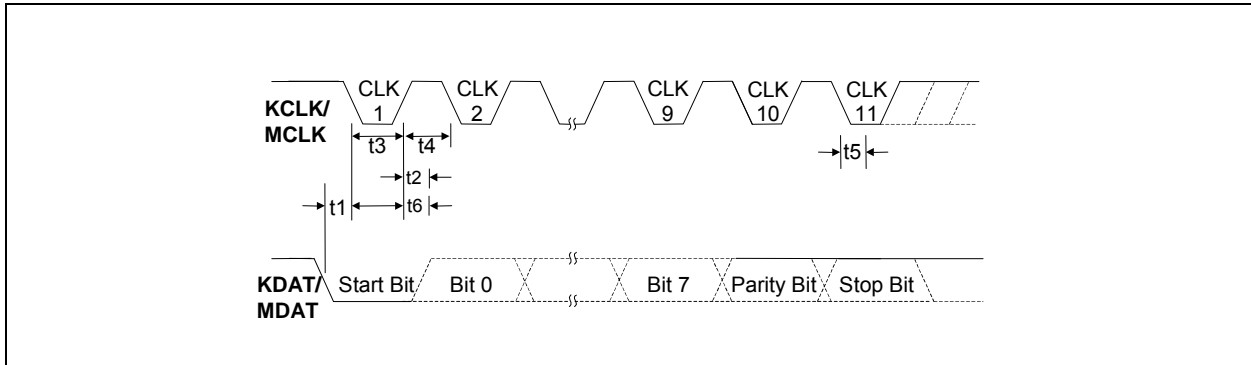 KCLK/
MCLK
CLK
1
CLK
2
CLK
9
CLK
10
CLK
11
t3
t4
t5
t2
t1
t6
KDAT/
MDAT
Start Bit
Bit 0
Bit 7
Parity Bit
Stop Bit